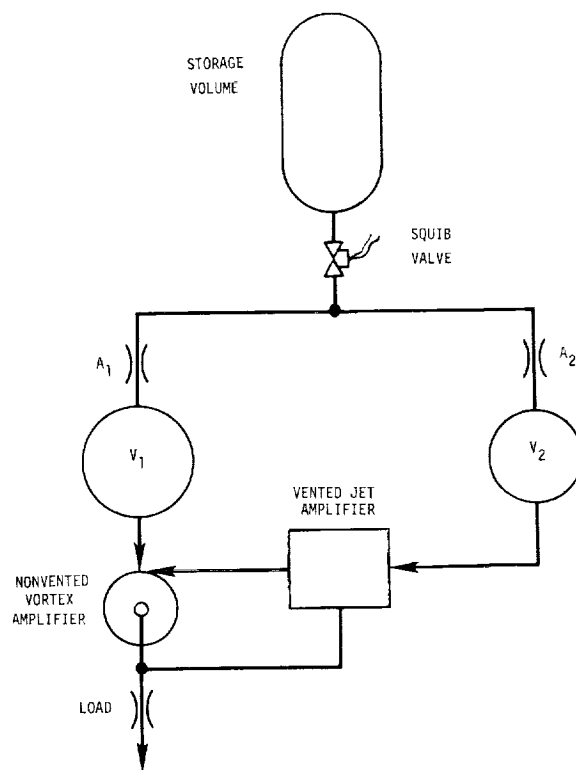 STORAGE
VOLUME
SQUIB
VALVE
A1
A2
V1
V2
VENTED JET
AMPLIFIER
NONVENTED
VORTEX
AMPLIFIER
LOAD